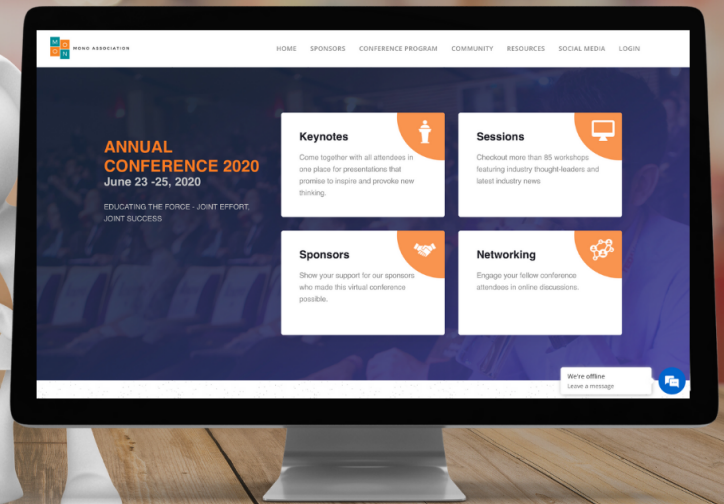 M O
O N
MONO ASSOCIATION
HOME SPONSORS CONFERENCE PROGRAM COMMUNITY RESOURCES SOCIAL MEDIA LOGIN
ANNUAL
CONFERENCE 2020
June 23 -25, 2020
EDUCATING THE FORCE - JOINT EFFORT,
JOINT SUCCESS
Keynotes
Come together with all attendees in
one place for presentations that
promise to inspire and provoke new
thinking.
Sessions
Checkout more than 85 workshops
featuring industry thought-leaders and
latest industry news
Sponsors
Show your support for our sponsors
who made this virtual conference
possible.
Networking
Engage your fellow conference
attendees in online discussions.
We're offline
Leave a message